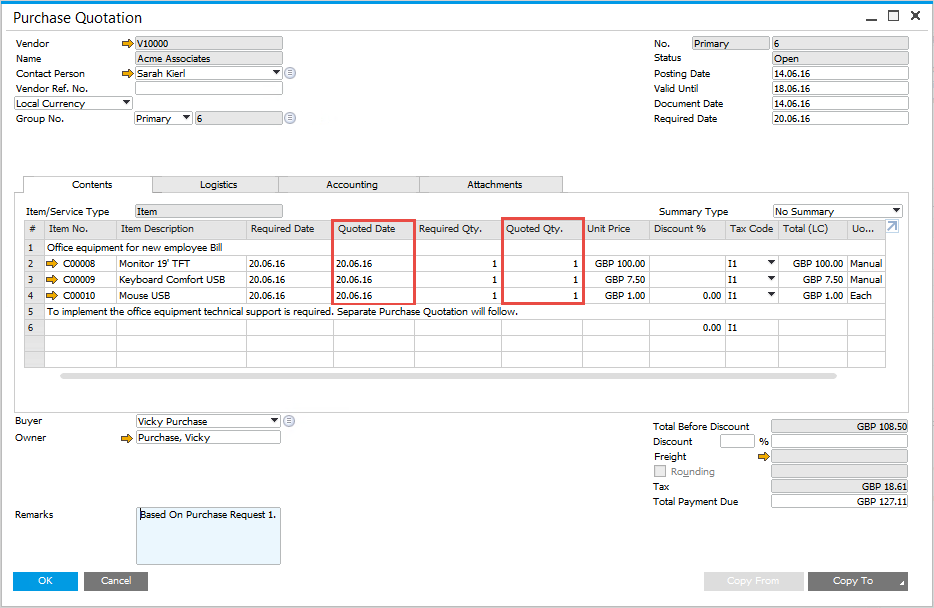 Purchase Quotation
Vendor V10000 No. Primary 6
Name Acme Associates Status Open
Contact Person Sarah Kierl Posting Date 14.06.16
Vendor Ref. No. Valid Until 18.06.16
Local Currency Document Date 14.06.16
Group No. Primary 6 Required Date 20.06.16
Contents Logistics Accounting Attachments
Item/Service Type Item Summary Type No Summary
# Item No. Item Description Required Date Quoted Date Required Qty. Quoted Qty. Unit Price Discount % Tax Code Total (LC) Uo...
1 Office equipment for new employee Bill
2 C00008 Monitor 19' TFT 20.06.16 20.06.16 1 1 GBP 100.00 I1 GBP 100.00 Manual
3 C00009 Keyboard Comfort USB 20.06.16 20.06.16 1 1 GBP 7.50 I1 GBP 7.50 Manual
4 C00010 Mouse USB 20.06.16 20.06.16 1 1 GBP 1.00 0.00 I1 GBP 1.00 Each
5 To implement the office equipment technical support is required. Separate Purchase Quotation will follow.
6 0.00 I1
Buyer Vicky Purchase
Owner Purchase, Vicky
Total Before Discount GBP 108.50
Discount %
Freight
Rounding
Tax GBP 18.61
Total Payment Due GBP 127.11
Remarks Based On Purchase Request 1.
OK Cancel Copy From Copy To